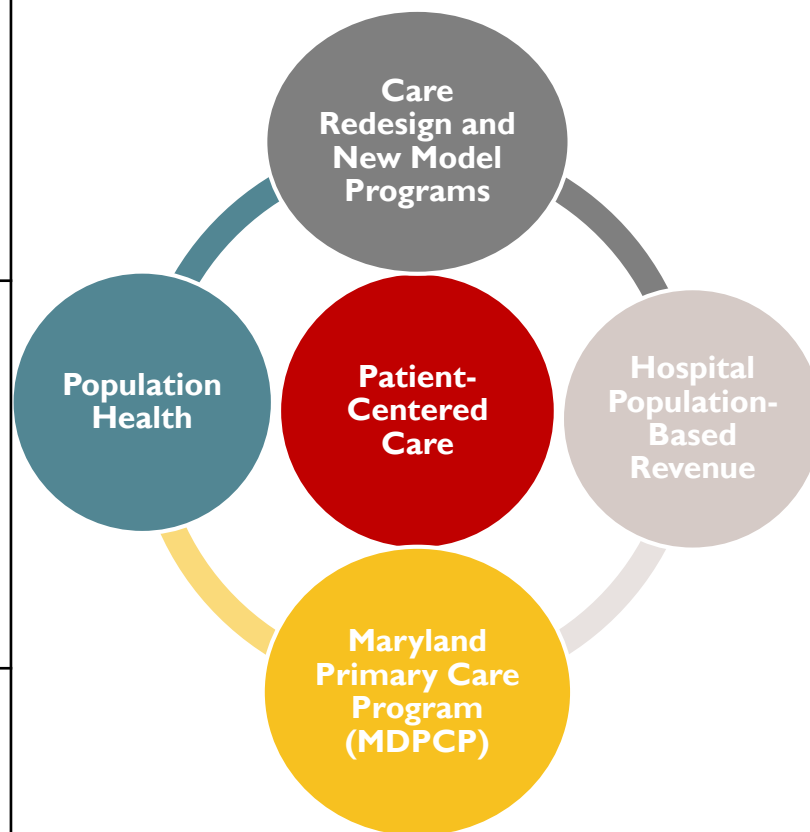 Care
Redesign and
New Model
Programs
Population
Health
Patient-
Centered
Care
Hospital
Population-
Based
Revenue
Maryland
Primary Care
Program
(MDPCP)